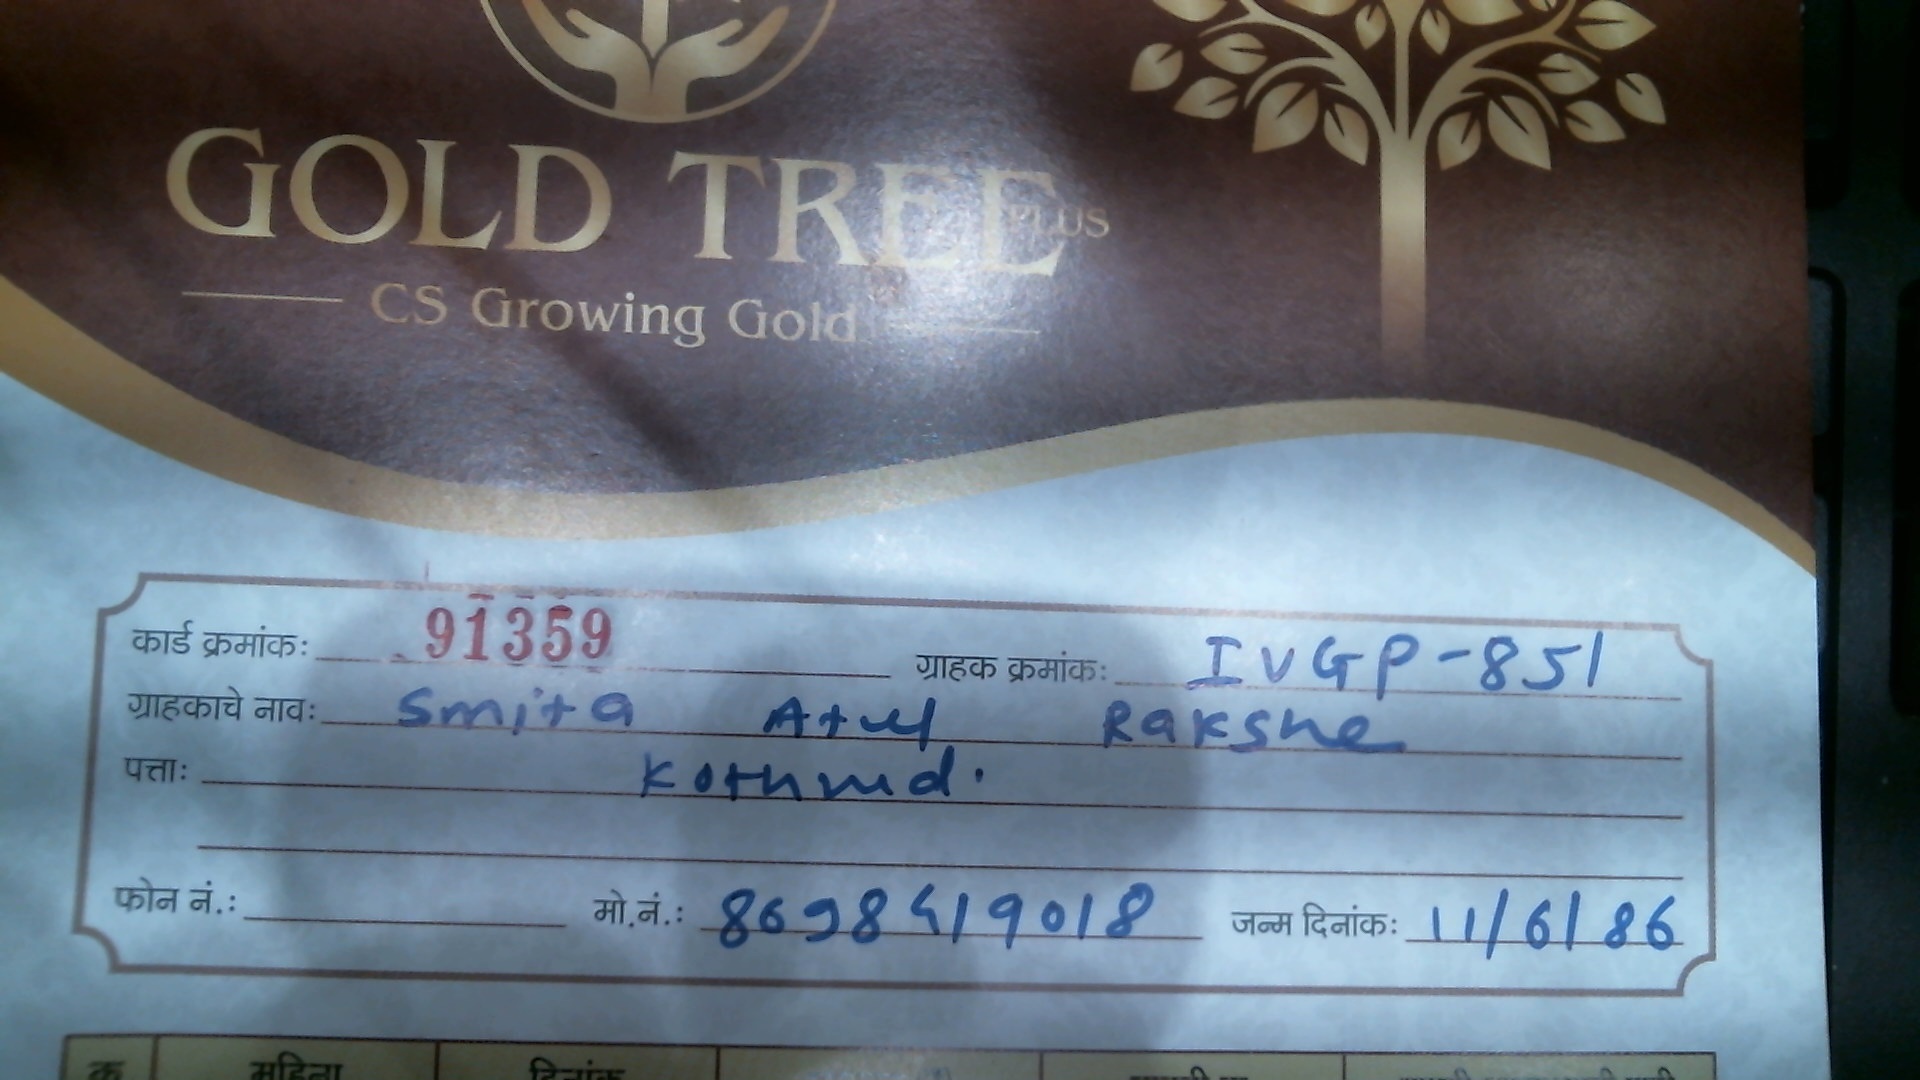 GOLD TREE PLUS
CS Growing Gold
कार्ड क्रमांक: 91359 ग्राहक क्रमांक: IVGP-851
ग्राहकाचे नाव: Smita Atul Rakshe
पत्ता: Kothrud.
फोन नं.: मो.नं.: 8698419018 जन्म दिनांक: 11/6/86
क्र महिना दिनांक